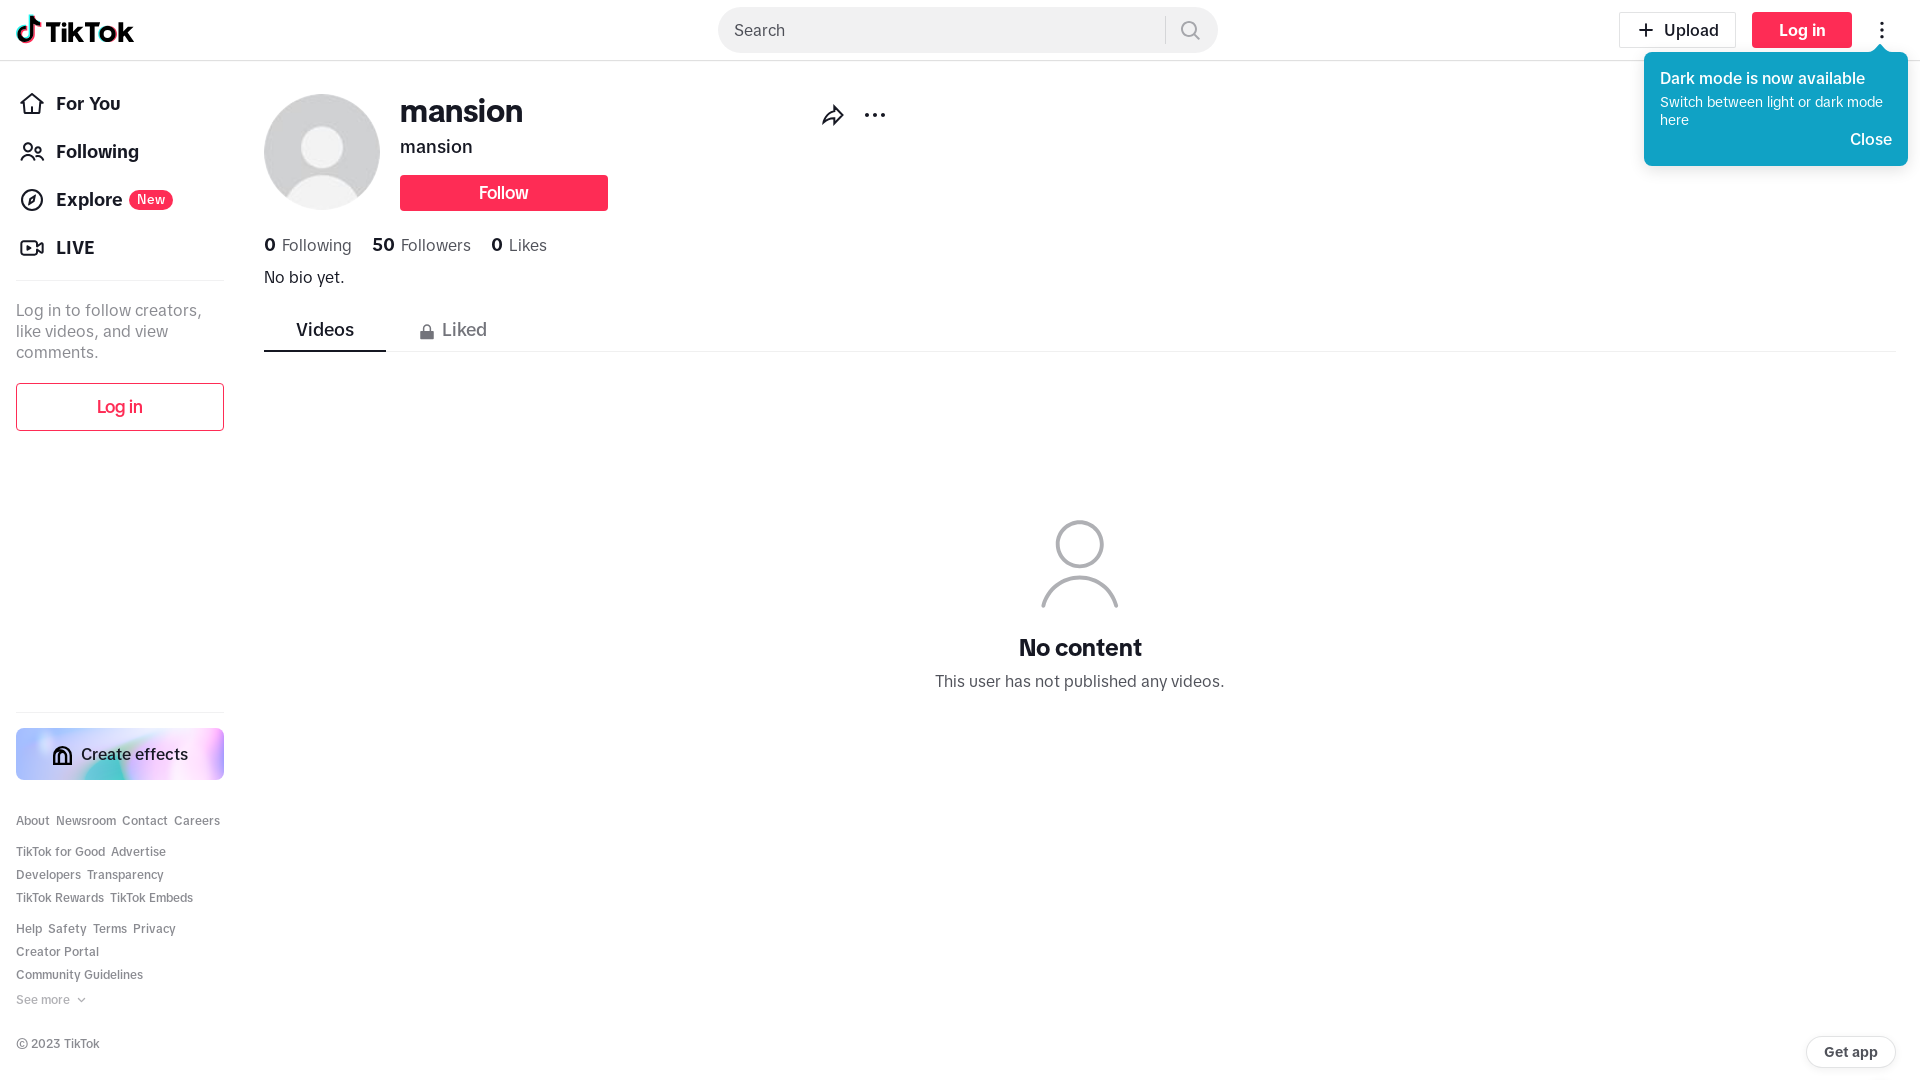 TikTok
Search
Upload
Log in
Dark mode is now available
Switch between light or dark mode
here
Close
For You
Following
Explore New
LIVE
Log in to follow creators,
like videos, and view
comments.
Log in
mansion
mansion
Follow
0 Following 50 Followers 0 Likes
No bio yet.
Videos Liked
No content
This user has not published any videos.
Create effects
About Newsroom Contact Careers
TikTok for Good Advertise
Developers Transparency
TikTok Rewards TikTok Embeds
Help Safety Terms Privacy
Creator Portal
Community Guidelines
See more
© 2023 TikTok
Get app